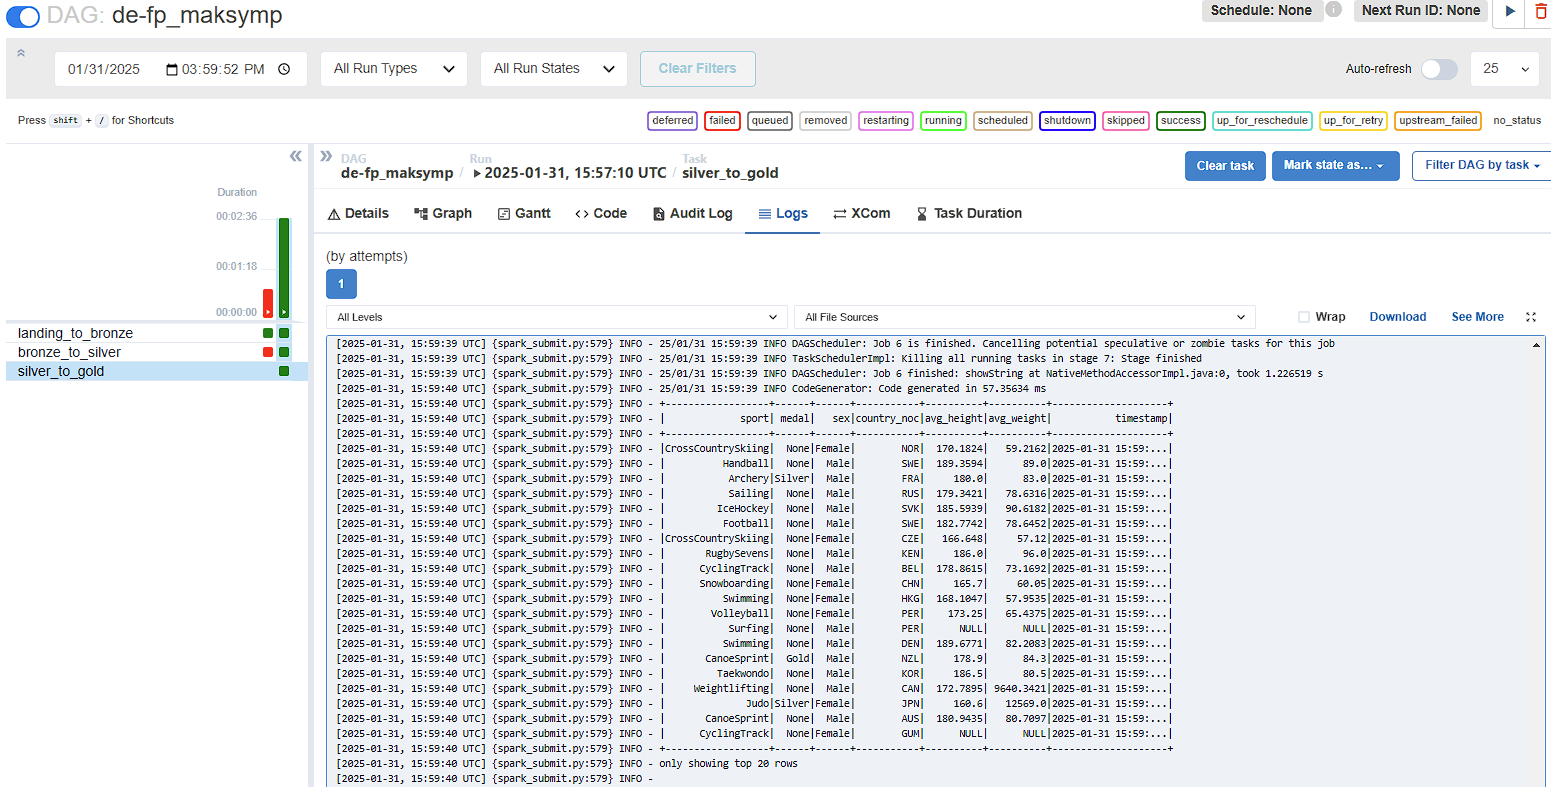 DAG: de-fp_maksymp
Schedule: None
Next Run ID: None
01/31/2025 03:59:52 PM
All Run Types
All Run States
Clear Filters
Auto-refresh
25
Press shift + / for Shortcuts
deferred failed queued removed restarting running scheduled shutdown skipped success up_for_reschedule up_for_retry upstream_failed no_status
DAG
de-fp_maksymp
/
Run
2025-01-31, 15:57:10 UTC
/
Task
silver_to_gold
Clear task
Mark state as...
Filter DAG by task
Duration
00:02:36
00:01:18
00:00:00
landing_to_bronze
bronze_to_silver
silver_to_gold
Details
Graph
Gantt
Code
Audit Log
Logs
XCom
Task Duration
(by attempts)
1
All Levels
All File Sources
Wrap
Download
See More
[2025-01-31, 15:59:39 UTC] {spark_submit.py:579} INFO - 25/01/31 15:59:39 INFO DAGScheduler: Job 6 is finished. Cancelling potential speculative or zombie tasks for this job
[2025-01-31, 15:59:39 UTC] {spark_submit.py:579} INFO - 25/01/31 15:59:39 INFO TaskSchedulerImpl: Killing all running tasks in stage 7: Stage finished
[2025-01-31, 15:59:39 UTC] {spark_submit.py:579} INFO - 25/01/31 15:59:39 INFO DAGScheduler: Job 6 finished: showString at NativeMethodAccessorImpl.java:0, took 1.226519 s
[2025-01-31, 15:59:40 UTC] {spark_submit.py:579} INFO - 25/01/31 15:59:40 INFO CodeGenerator: Code generated in 57.35634 ms
[2025-01-31, 15:59:40 UTC] {spark_submit.py:579} INFO - +------------------+------+------+-----------+----------+----------+--------------------+
[2025-01-31, 15:59:40 UTC] {spark_submit.py:579} INFO - |             sport| medal|   sex|country_noc|avg_height|avg_weight|           timestamp|
[2025-01-31, 15:59:40 UTC] {spark_submit.py:579} INFO - +------------------+------+------+-----------+----------+----------+--------------------+
[2025-01-31, 15:59:40 UTC] {spark_submit.py:579} INFO - |CrossCountrySkiing|  None|Female|        NOR|  170.1824|   59.2162|2025-01-31 15:59:...|
[2025-01-31, 15:59:40 UTC] {spark_submit.py:579} INFO - |          Handball|  None|  Male|        SWE|  189.3594|      89.0|2025-01-31 15:59:...|
[2025-01-31, 15:59:40 UTC] {spark_submit.py:579} INFO - |           Archery|Silver|  Male|        FRA|     180.0|      83.0|2025-01-31 15:59:...|
[2025-01-31, 15:59:40 UTC] {spark_submit.py:579} INFO - |           Sailing|  None|  Male|        RUS|  179.3421|   78.6316|2025-01-31 15:59:...|
[2025-01-31, 15:59:40 UTC] {spark_submit.py:579} INFO - |         IceHockey|  None|  Male|        SVK|  185.5939|   90.6182|2025-01-31 15:59:...|
[2025-01-31, 15:59:40 UTC] {spark_submit.py:579} INFO - |          Football|  None|  Male|        SWE|  182.7742|   78.6452|2025-01-31 15:59:...|
[2025-01-31, 15:59:40 UTC] {spark_submit.py:579} INFO - |CrossCountrySkiing|  None|Female|        CZE|   166.648|     57.12|2025-01-31 15:59:...|
[2025-01-31, 15:59:40 UTC] {spark_submit.py:579} INFO - |       RugbySevens|  None|  Male|        KEN|     186.0|      96.0|2025-01-31 15:59:...|
[2025-01-31, 15:59:40 UTC] {spark_submit.py:579} INFO - |      CyclingTrack|  None|  Male|        BEL|  178.8615|   73.1692|2025-01-31 15:59:...|
[2025-01-31, 15:59:40 UTC] {spark_submit.py:579} INFO - |      Snowboarding|  None|Female|        CHN|     165.7|     60.05|2025-01-31 15:59:...|
[2025-01-31, 15:59:40 UTC] {spark_submit.py:579} INFO - |          Swimming|  None|Female|        HKG|  168.1047|   57.9535|2025-01-31 15:59:...|
[2025-01-31, 15:59:40 UTC] {spark_submit.py:579} INFO - |        Volleyball|  None|Female|        PER|    173.25|   65.4375|2025-01-31 15:59:...|
[2025-01-31, 15:59:40 UTC] {spark_submit.py:579} INFO - |           Surfing|  None|  Male|        PER|      NULL|      NULL|2025-01-31 15:59:...|
[2025-01-31, 15:59:40 UTC] {spark_submit.py:579} INFO - |          Swimming|  None|  Male|        DEN|  189.6771|   82.2083|2025-01-31 15:59:...|
[2025-01-31, 15:59:40 UTC] {spark_submit.py:579} INFO - |       CanoeSprint|  Gold|  Male|        NZL|     178.9|      84.3|2025-01-31 15:59:...|
[2025-01-31, 15:59:40 UTC] {spark_submit.py:579} INFO - |         Taekwondo|  None|  Male|        KOR|     186.5|      80.5|2025-01-31 15:59:...|
[2025-01-31, 15:59:40 UTC] {spark_submit.py:579} INFO - |     Weightlifting|  None|  Male|        CAN|  172.7895| 9640.3421|2025-01-31 15:59:...|
[2025-01-31, 15:59:40 UTC] {spark_submit.py:579} INFO - |              Judo|Silver|Female|        JPN|     160.6|   12569.0|2025-01-31 15:59:...|
[2025-01-31, 15:59:40 UTC] {spark_submit.py:579} INFO - |       CanoeSprint|  None|  Male|        AUS|  180.9435|   80.7097|2025-01-31 15:59:...|
[2025-01-31, 15:59:40 UTC] {spark_submit.py:579} INFO - |      CyclingTrack|  None|Female|        GUM|      NULL|      NULL|2025-01-31 15:59:...|
[2025-01-31, 15:59:40 UTC] {spark_submit.py:579} INFO - +------------------+------+------+-----------+----------+----------+--------------------+
[2025-01-31, 15:59:40 UTC] {spark_submit.py:579} INFO - only showing top 20 rows
[2025-01-31, 15:59:40 UTC] {spark_submit.py:579} INFO -